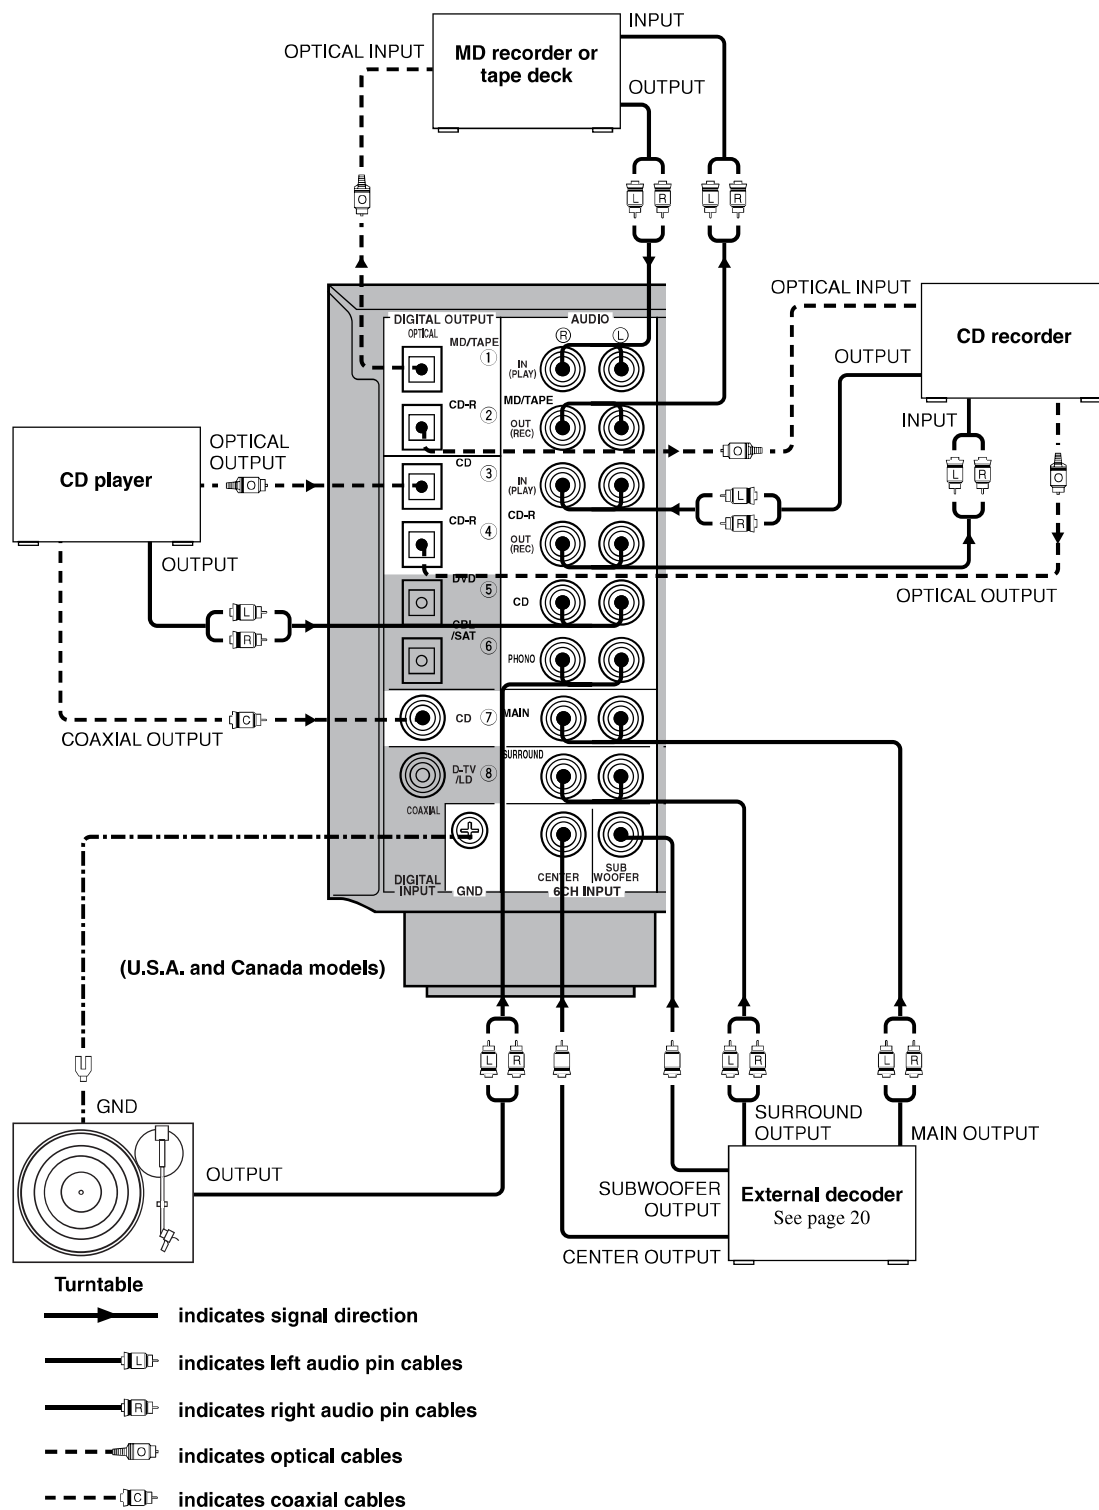 INPUT
OPTICAL INPUT
MD recorder or
tape deck
OUTPUT
L
R
L
R
O
OPTICAL INPUT
CD recorder
OUTPUT
INPUT
DIGITAL OUTPUT
OPTICAL
AUDIO
R
L
MD/TAPE
①
IN
(PLAY)
CD-R
②
MD/TAPE
OUT
(REC)
O
CD player
OPTICAL
OUTPUT
O
CD
③
IN
(PLAY)
L
R
L
R
O
CD-R
④
CD-R
OUT
(REC)
OUTPUT
OPTICAL OUTPUT
DVD
⑤
CD
L
R
CBL
/SAT
⑥
PHONO
COAXIAL OUTPUT
C
CD
⑦
MAIN
D-TV
/LD
⑧
SURROUND
COAXIAL
DIGITAL
INPUT
GND
CENTER
SUB
WOOFER
6CH INPUT
(U.S.A. and Canada models)
L
R
L
R
L
R
GND
OUTPUT
SURROUND
OUTPUT
MAIN OUTPUT
SUBWOOFER
OUTPUT
External decoder
See page 20
CENTER OUTPUT
Turntable
indicates signal direction
L
indicates left audio pin cables
R
indicates right audio pin cables
O
indicates optical cables
C
indicates coaxial cables